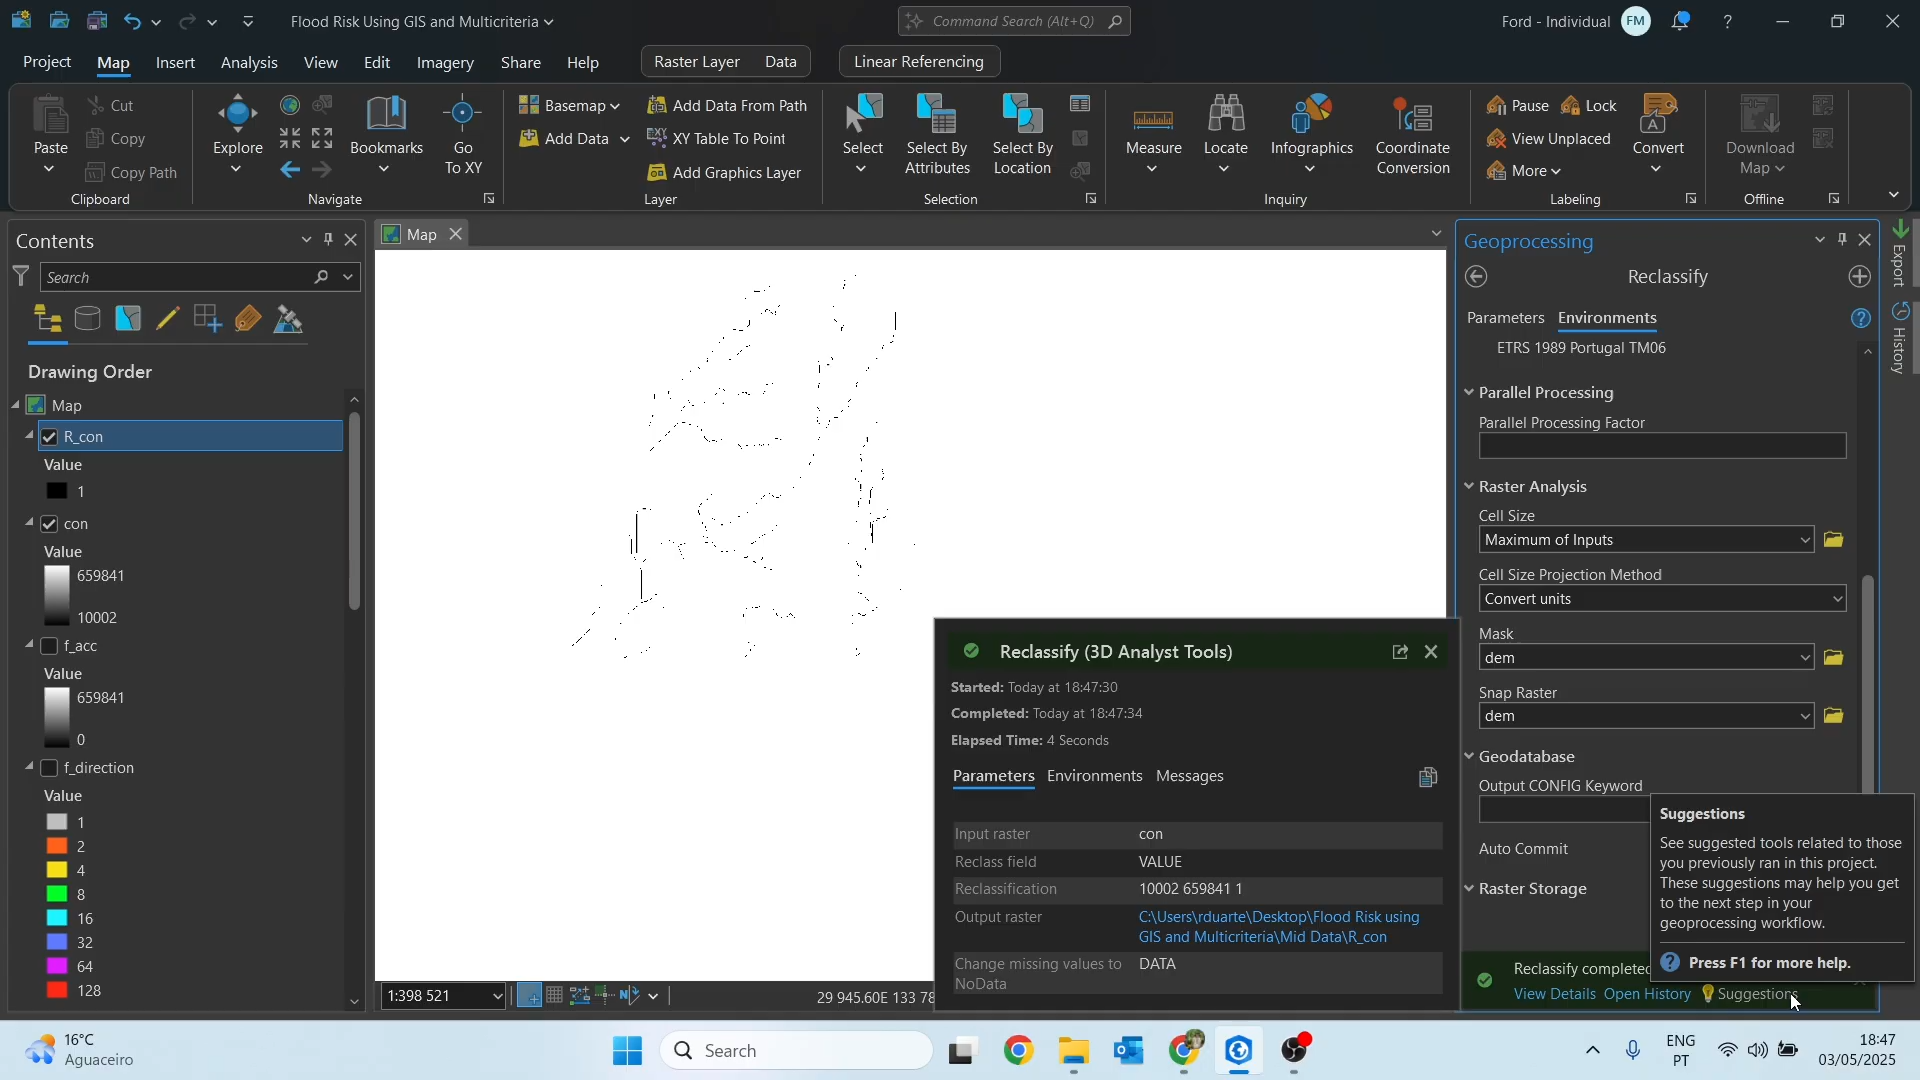 Flood Risk Using GIS and Multicriteria
Command Search (Alt+Q)
Ford - Individual
FM
?
Project
Map
Insert
Analysis
View
Edit
Imagery
Share
Help
Raster Layer
Data
Linear Referencing
Paste
Cut
Copy
Copy Path
Clipboard
Explore
Bookmarks
Go
To XY
Navigate
Basemap
Add Data
Add Data From Path
XY Table To Point
Add Graphics Layer
Layer
Select
Select By
Attributes
Select By
Location
Selection
Measure
Locate
Infographics
Coordinate
Conversion
Inquiry
Pause
Lock
View Unplaced
More
Convert
Labeling
Download
Map
Offline
Contents
Search
Drawing Order
Map
R_con
Value
1
con
Value
659841
10002
f_acc
Value
659841
0
f_direction
Value
1
2
4
8
16
32
64
128
Map
1:398 521
29 945.60E 133 78
Reclassify (3D Analyst Tools)
Started: Today at 18:47:30
Completed: Today at 18:47:34
Elapsed Time: 4 Seconds
Parameters Environments Messages
Input raster con
Reclass field VALUE
Reclassification 10002 659841 1
Output raster C:\Users\rduarte\Desktop\Flood Risk using
GIS and Multicriteria\Mid Data\R_con
Change missing values to DATA
NoData
Geoprocessing
Reclassify
Parameters Environments
?
ETRS 1989 Portugal TM06
Parallel Processing
Parallel Processing Factor
Raster Analysis
Cell Size
Maximum of Inputs
Cell Size Projection Method
Convert units
Mask
dem
Snap Raster
dem
Geodatabase
Output CONFIG Keyword
Auto Commit
Raster Storage
Suggestions
See suggested tools related to those
you previously ran in this project.
These suggestions may help you get
to the next step in your
geoprocessing workflow.
? Press F1 for more help.
Reclassify completed
View Details Open History Suggestions
Export
History
16°C
Aguaceiro
Search
ENG
PT
18:47
03/05/2025